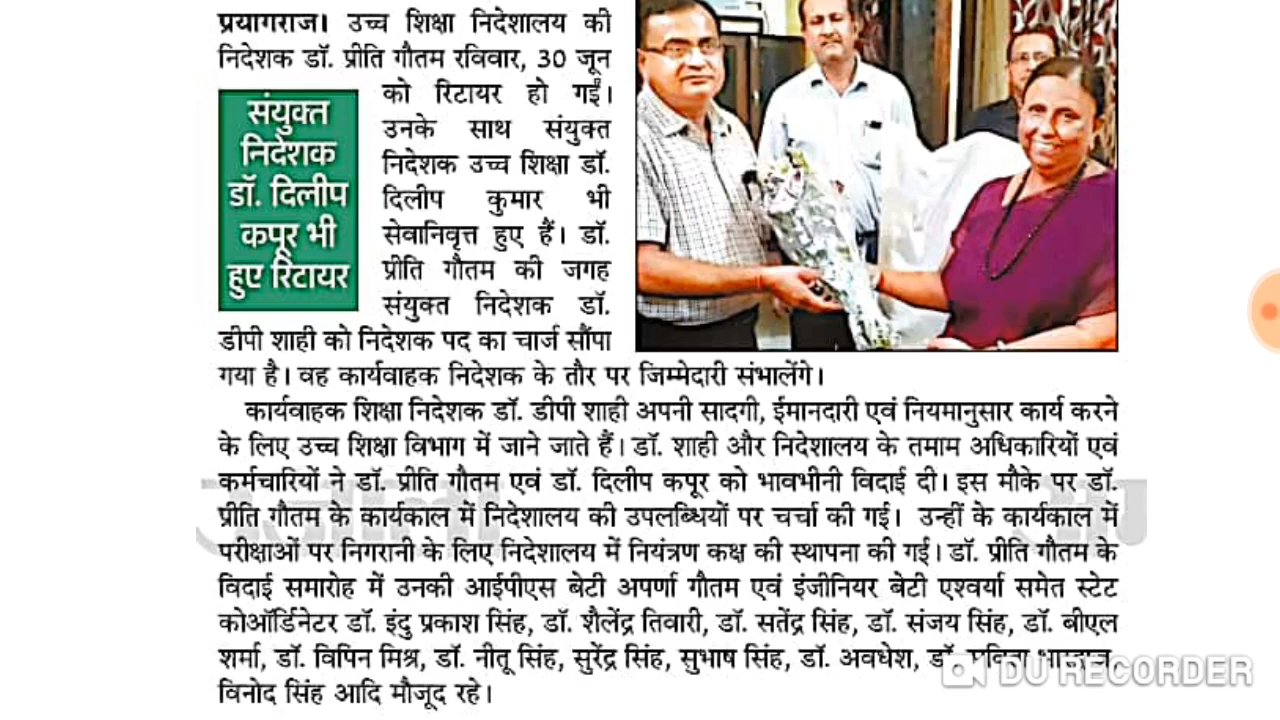 प्रयागराज। उच्च शिक्षा निदेशालय की
निदेशक डॉ. प्रीति गौतम रविवार, 30 जून
को रिटायर हो गईं।
उनके साथ संयुक्त
निदेशक उच्च शिक्षा डॉ.
दिलीप कुमार भी
सेवानिवृत्त हुए हैं। डॉ.
प्रीति गौतम की जगह
संयुक्त निदेशक डॉ.
डीपी शाही को निदेशक पद का चार्ज सौंपा
गया है। वह कार्यवाहक निदेशक के तौर पर जिम्मेदारी संभालेंगे।
संयुक्त
निदेशक
डॉ. दिलीप
कपूर भी
हुए रिटायर
कार्यवाहक शिक्षा निदेशक डॉ. डीपी शाही अपनी सादगी, ईमानदारी एवं नियमानुसार कार्य करने
के लिए उच्च शिक्षा विभाग में जाने जाते हैं। डॉ. शाही और निदेशालय के तमाम अधिकारियों एवं
कर्मचारियों ने डॉ. प्रीति गौतम एवं डॉ. दिलीप कपूर को भावभीनी विदाई दी। इस मौके पर डॉ.
प्रीति गौतम के कार्यकाल में निदेशालय की उपलब्धियों पर चर्चा की गई। उन्हीं के कार्यकाल में
परीक्षाओं पर निगरानी के लिए निदेशालय में नियंत्रण कक्ष की स्थापना की गई। डॉ. प्रीति गौतम के
विदाई समारोह में उनकी आईपीएस बेटी अपर्णा गौतम एवं इंजीनियर बेटी एश्वर्या समेत स्टेट
कोऑर्डिनेटर डॉ. इंदु प्रकाश सिंह, डॉ. शैलेंद्र तिवारी, डॉ. सतेंद्र सिंह, डॉ. संजय सिंह, डॉ. बीएल
शर्मा, डॉ. विपिन मिश्र, डॉ. नीतू सिंह, सुरेंद्र सिंह, सुभाष सिंह, डॉ. अवधेश, डॉ.
विनोद सिंह आदि मौजूद रहे।
DU RECORDER